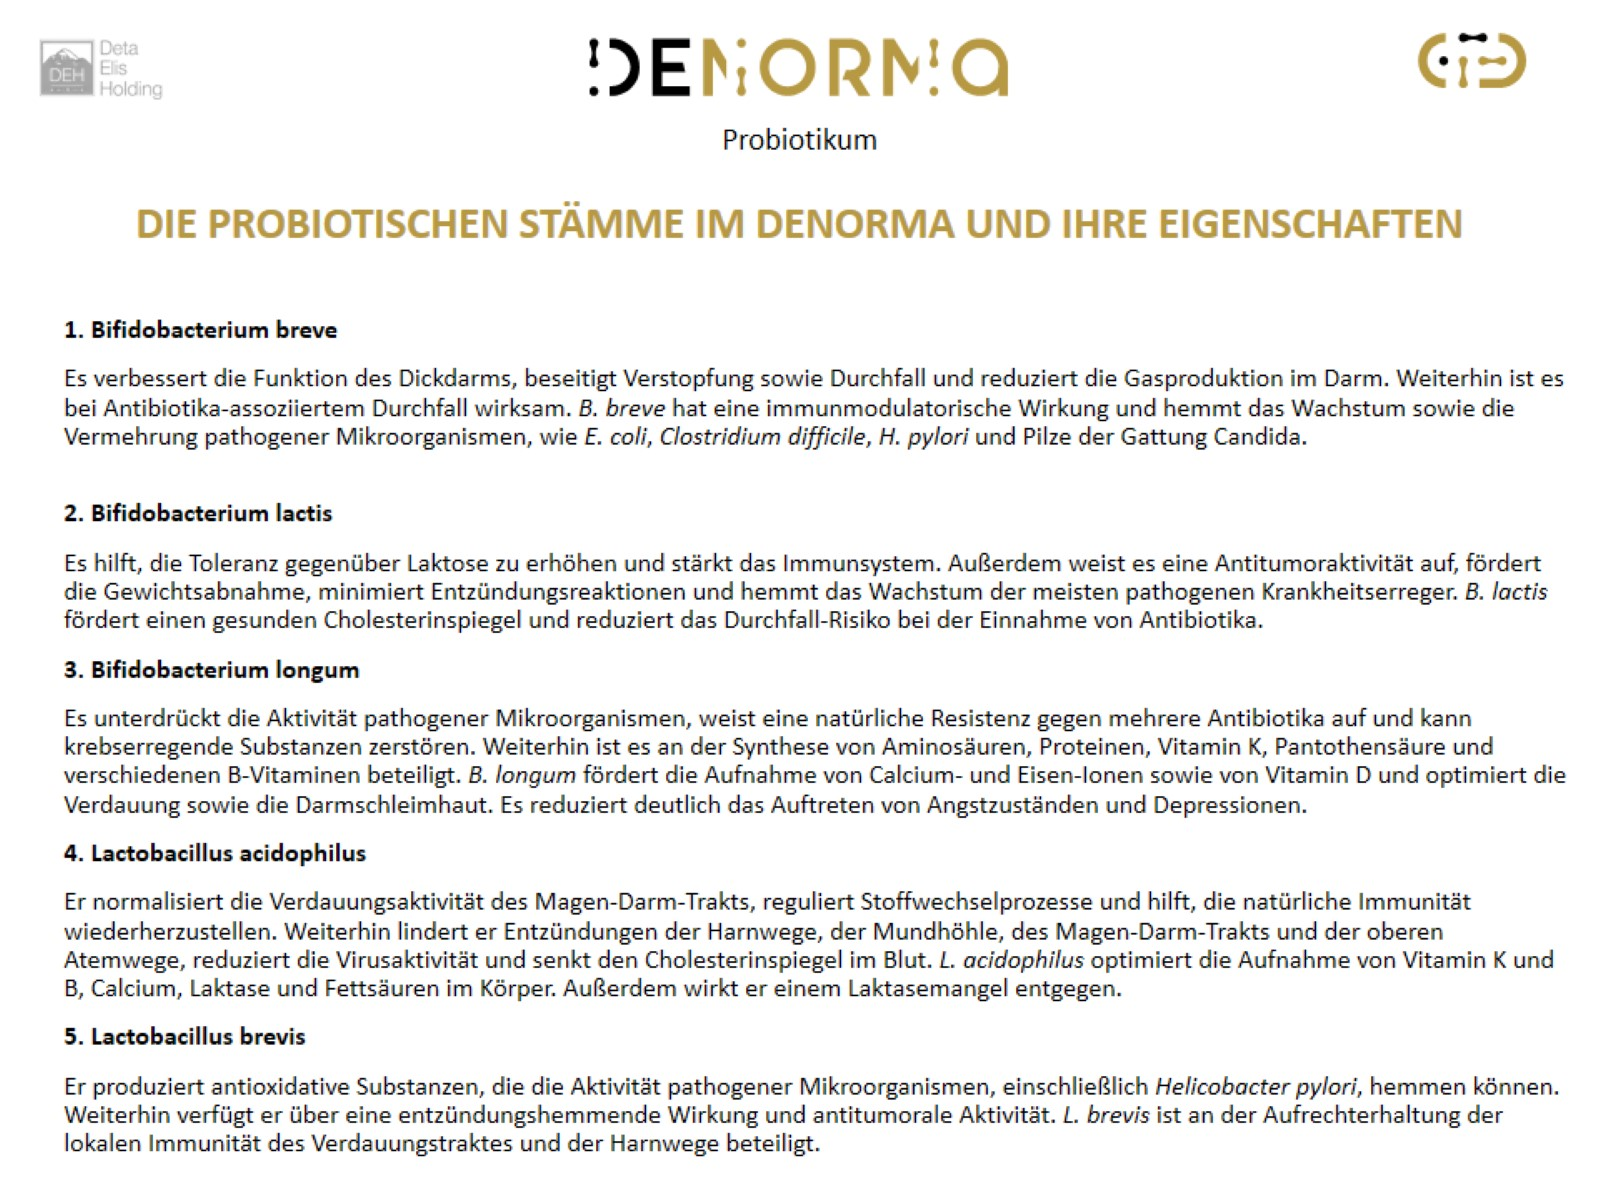 Deta
Elis
Holding
DEH
DENORMA
Probiotikum
DIE PROBIOTISCHEN STÄMME IM DENORMA UND IHRE EIGENSCHAFTEN
1. Bifidobacterium breve
Es verbessert die Funktion des Dickdarms, beseitigt Verstopfung sowie Durchfall und reduziert die Gasproduktion im Darm. Weiterhin ist es
bei Antibiotika-assoziiertem Durchfall wirksam. B. breve hat eine immunmodulatorische Wirkung und hemmt das Wachstum sowie die
Vermehrung pathogener Mikroorganismen, wie E. coli, Clostridium difficile, H. pylori und Pilze der Gattung Candida.
2. Bifidobacterium lactis
Es hilft, die Toleranz gegenüber Laktose zu erhöhen und stärkt das Immunsystem. Außerdem weist es eine Antitumoraktivität auf, fördert
die Gewichtsabnahme, minimiert Entzündungsreaktionen und hemmt das Wachstum der meisten pathogenen Krankheitserreger. B. lactis
fördert einen gesunden Cholesterinspiegel und reduziert das Durchfall-Risiko bei der Einnahme von Antibiotika.
3. Bifidobacterium longum
Es unterdrückt die Aktivität pathogener Mikroorganismen, weist eine natürliche Resistenz gegen mehrere Antibiotika auf und kann
krebserregende Substanzen zerstören. Weiterhin ist es an der Synthese von Aminosäuren, Proteinen, Vitamin K, Pantothensäure und
verschiedenen B-Vitaminen beteiligt. B. longum fördert die Aufnahme von Calcium- und Eisen-Ionen sowie von Vitamin D und optimiert die
Verdauung sowie die Darmschleimhaut. Es reduziert deutlich das Auftreten von Angstzuständen und Depressionen.
4. Lactobacillus acidophilus
Er normalisiert die Verdauungsaktivität des Magen-Darm-Trakts, reguliert Stoffwechselprozesse und hilft, die natürliche Immunität
wiederherzustellen. Weiterhin lindert er Entzündungen der Harnwege, der Mundhöhle, des Magen-Darm-Trakts und der oberen
Atemwege, reduziert die Virusaktivität und senkt den Cholesterinspiegel im Blut. L. acidophilus optimiert die Aufnahme von Vitamin K und
B, Calcium, Laktase und Fettsäuren im Körper. Außerdem wirkt er einem Laktasemangel entgegen.
5. Lactobacillus brevis
Er produziert antioxidative Substanzen, die die Aktivität pathogener Mikroorganismen, einschließlich Helicobacter pylori, hemmen können.
Weiterhin verfügt er über eine entzündungshemmende Wirkung und antitumorale Aktivität. L. brevis ist an der Aufrechterhaltung der
lokalen Immunität des Verdauungstraktes und der Harnwege beteiligt.